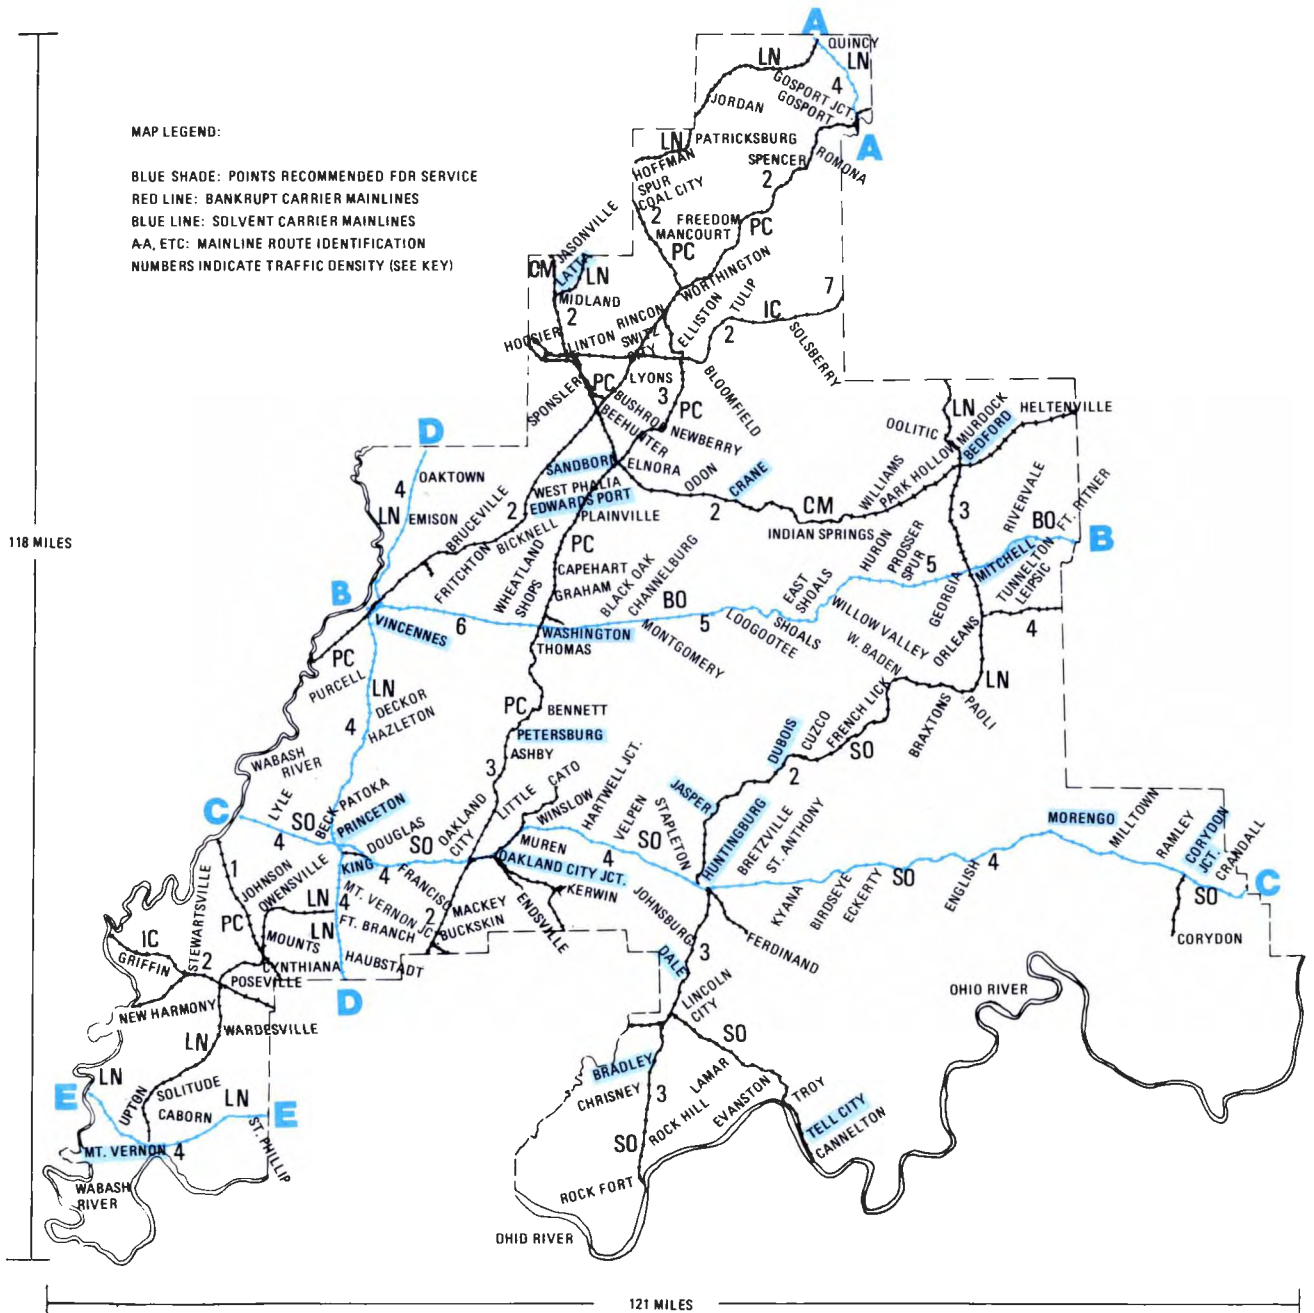 A
QUINCY
LN
LN
4
GOSPORT JCT.
GOSPORT
JORDAN
A
MAP LEGEND:
BLUE SHADE: POINTS RECOMMENDED FDR SERVICE
RED LINE: BANKRUPT CARRIER MAINLINES
BLUE LINE: SOLVENT CARRIER MAINLINES
A-A, ETC: MAINLINE ROUTE IDENTIFICATION
NUMBERS INDICATE TRAFFIC DENSITY (SEE KEY)
LN
PATRICKSBURG
SPENCER
ROMONA
HOFFMAN
SPUR
COAL CITY
2
2
FREEDOM
MANCOURT
PC
PC
JASONVILLE
CM
LATTA
LN
MIDLAND
2
WORTHINGTON
ELLISTON
TULIP
7
IC
2
SOLSBERRY
HOOSIER
LINTON
RINCON
SWITZ
CITY
LYONS
SPONSLER
PC
BUSHROD
BEEHUNTER
3
PC
NEWBERRY
BLOOMFIELD
LN
MURDOCK
HELTENVILLE
OOLITIC
BEDFORD
PARK HOLLOW
WILLIAMS
D
OAKTOWN
4
LN
EMISON
SANDBORN
ELNORA
WEST PHALIA
EDWARDS PORT
PLAINVILLE
ODON
CRANE
2
CM
INDIAN SPRINGS
3
RIVERVALE
BO
FT. RITNER
B
118 MILES
BRUCEVILLE
2
BICKNELL
FRITCHTON
WHEATLAND
SHOPS
PC
CAPEHART
GRAHAM
BLACK OAK
CHANNELBURG
BO
EAST
SHOALS
HURON
PROSSER
SPUR
5
MITCHELL
TUNNELTON
LEIPSIC
GEORGIA
B
VINCENNES
6
WASHINGTON
THOMAS
MONTGOMERY
5
LOOGOOTEE
SHOALS
WILLOW VALLEY
W. BADEN
ORLEANS
4
PC
PURCELL
LN
DECKOR
HAZLETON
4
PC
BENNETT
PETERSBURG
ASHBY
3
DUBOIS
CUZCO
FRENCH LICK
SO
2
BRAXTONS
PAOLI
LN
WABASH
RIVER
C
LYLE
SO
4
BECK
PATOKA
PRINCETON
DOUGLAS
SO
OAKLAND
CITY
LITTLE
CATO
WINSLOW
HARTWELL JCT.
VELPEN
SO
STAPLETON
JASPER
HUNTINGBURG
BRETZVILLE
ST. ANTHONY
MORENGO
MILLTOWN
RAMLEY
CORYDON
JCT.
CRANDALL
C
1
KING
4
FRANCISO
MUREN
4
OAKLAND CITY JCT.
KERWIN
JOHNSBURG
KYANA
BIRDSEYE
ECKERTY
SO
ENGLISH
4
SO
CORYDON
JOHNSON
OWENSVILLE
LN
4
MT. VERNON JCT.
FT. BRANCH
2
MACKEY
BUCKSKIN
ENDSVILLE
STEWARTSVILLE
PC
LN
MOUNTS
HAUBSTADT
CYNTHIANA
IC
GRIFFIN
2
POSEVILLE
D
DALE
3
FERDINAND
NEW HARMONY
WARDESVILLE
LN
LINCOLN
CITY
SO
OHIO RIVER
E
LN
UPTON
SOLITUDE
CABORN
LN
E
ST. PHILLIP
MT. VERNON
4
WABASH
RIVER
BRADLEY
CHRISNEY
3
LAMAR
ROCK HILL
EVANSTON
TROY
TELL CITY
CANNELTON
SO
ROCK FORT
OHID RIVER
121 MILES